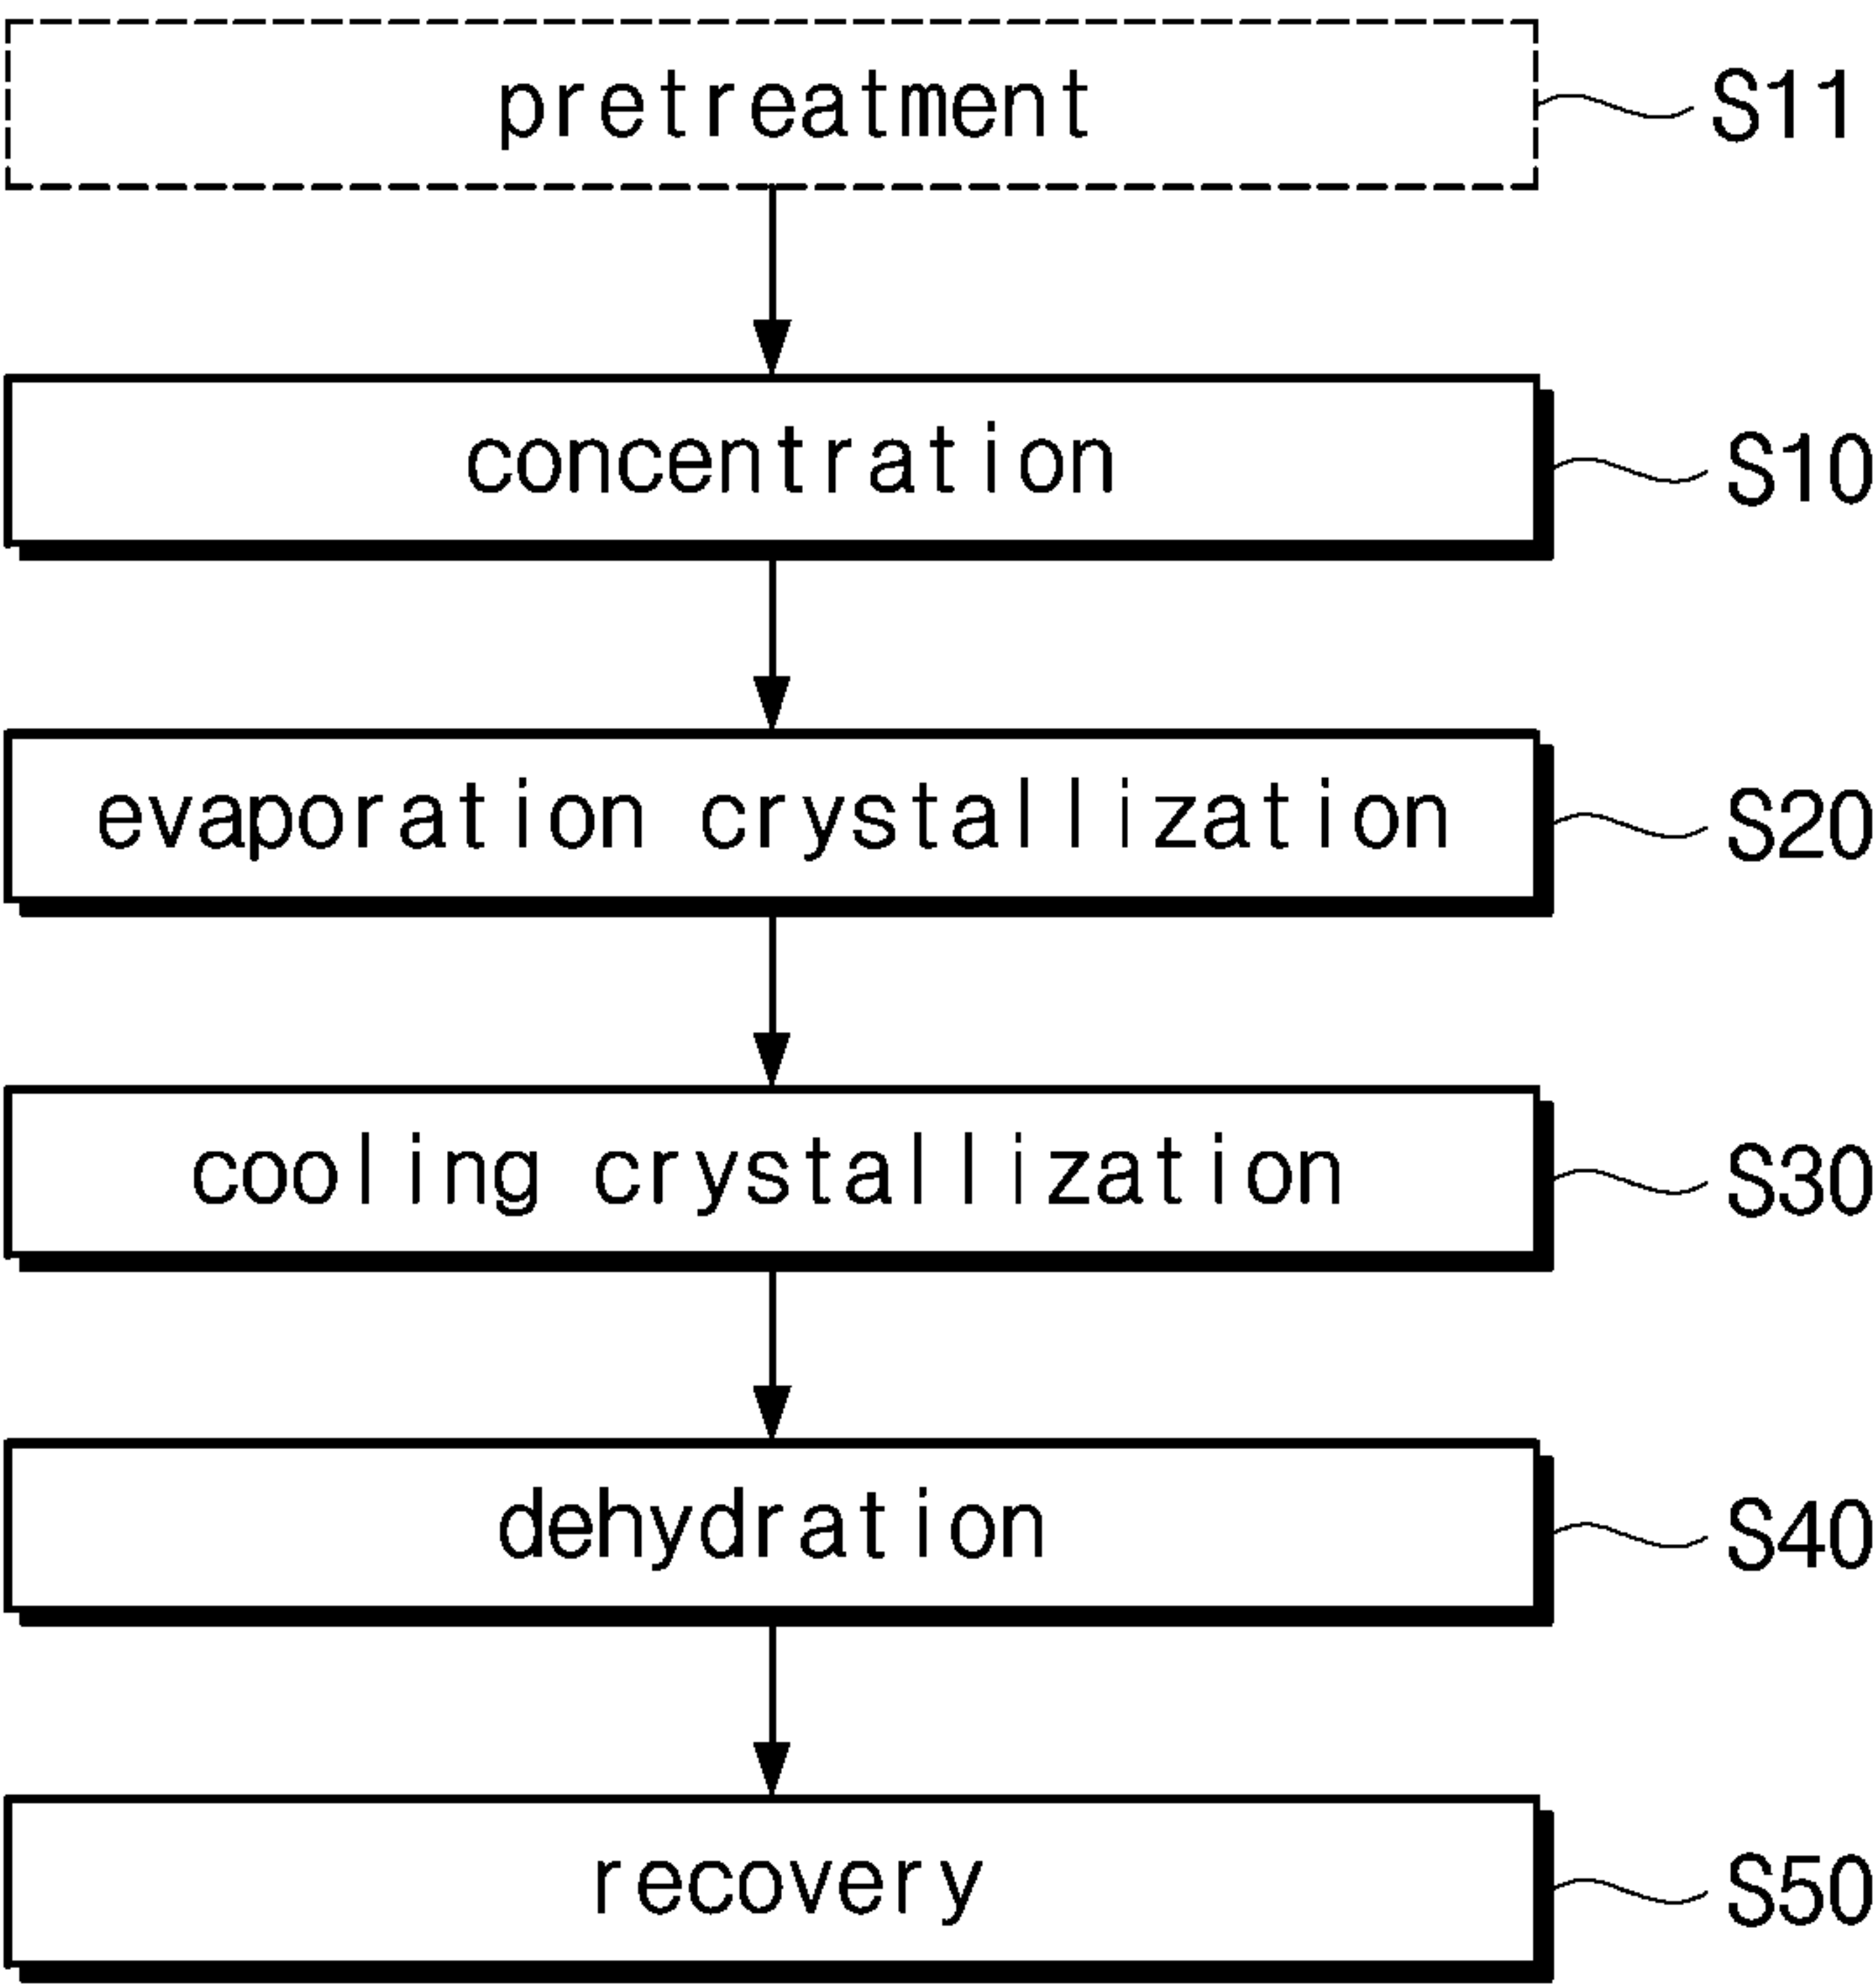 pretreatment S11
concentration S10
evaporation crystallization S20
cooling crystallization S30
dehydration S40
recovery S50